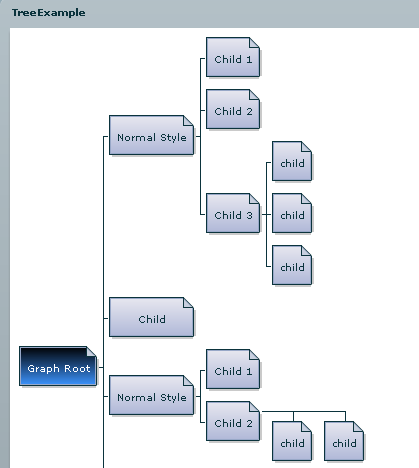 TreeExample
Child 1
Child 2
Normal Style
child
Child 3
child
child
Child
Graph Root
Child 1
Normal Style
Child 2
child
child